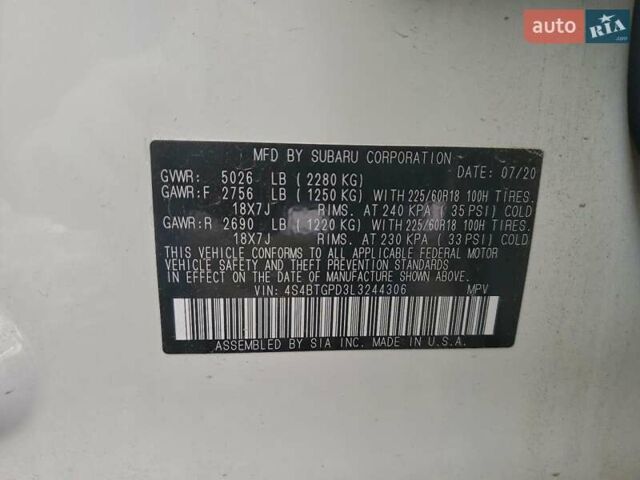 auto RIA.com
MFD BY SUBARU CORPORATION
DATE: 07/20
GVWR: 5026 LB ( 2280 KG)
GAWR:F 2756 LB ( 1250 KG) WITH 225/60R18 100H TIRES.
18X7J RIMS. AT 240 KPA ( 35 PSI) COLD
GAWR:R 2690 LB ( 1220 KG) WITH 225/60R18 100H TIRES.
18X7J RIMS. AT 230 KPA ( 33 PSI) COLD
THIS VEHICLE CONFORMS TO ALL APPLICABLE FEDERAL MOTOR
VEHICLE SAFETY AND THEFT PREVENTION STANDARDS
IN EFFECT ON THE DATE OF MANUFACTURE SHOWN ABOVE.
VIN: 4S4BTGPD3L3244306 MPV
ASSEMBLED BY SIA INC. MADE IN U.S.A.